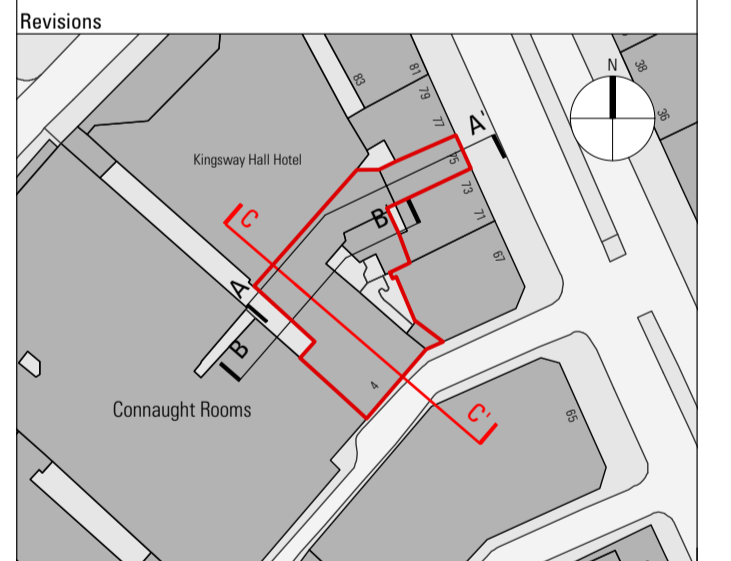 Revisions
N
83
81
79
77
75
73
71
67
38
36
A'
Kingsway Hall Hotel
B'
C
A
B
4
Connaught Rooms
C'
65